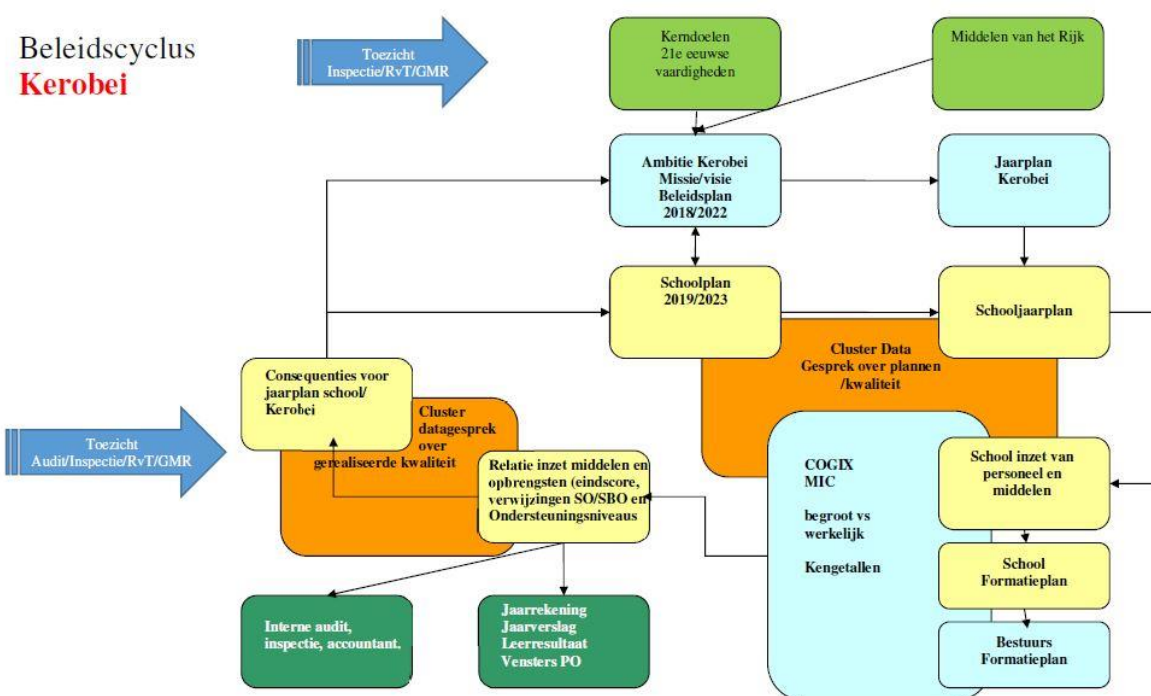 Beleidscyclus
Kerobei
Toezicht
Inspectie/RvT/GMR
Kerndoelen
21e eeuwse
vaardigheden
Middelen van het Rijk
Ambitie Kerobei
Missie/visie
Beleidsplan
2018/2022
Jaarplan
Kerobei
Schoolplan
2019/2023
Schooljaarplan
Cluster Data
Gesprek over plannen
/kwaliteit
Consequenties voor
jaarplan school/
Kerobei
Cluster
datagesprek
over
gerealiseerde kwaliteit
Toezicht
Audit/Inspectie/RvT/GMR
Relatie inzet middelen en
opbrengsten (eindscore,
verwijzingen SO/SBO en
Ondersteuningsniveaus
COGIX
MIC
begroot vs
werkelijk
Kengetallen
School inzet van
personeel en
middelen
School
Formatieplan
Bestuurs
Formatieplan
Interne audit,
inspectie, accountant.
Jaarrekening
Jaarverslag
Leerresultaat
Vensters PO